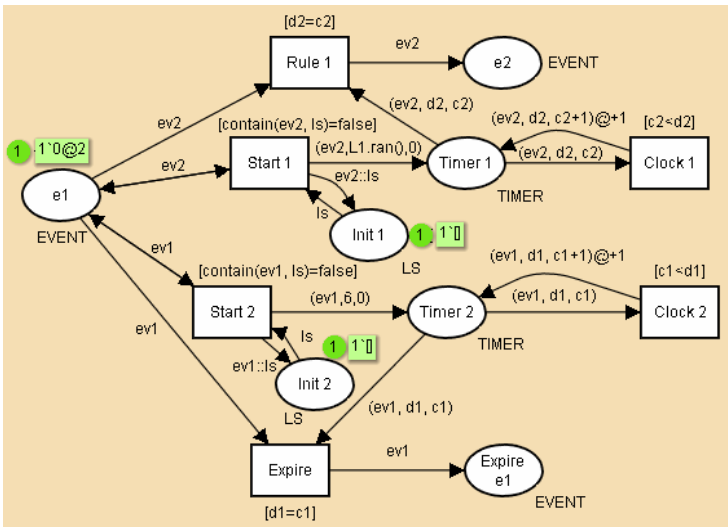 [d2=c2]
ev2
Rule 1
e2
EVENT
ev2
(ev2, d2, c2)
(ev2, d2, c2+1)@+1
[c2<d2]
[contain(ev2, ls)=false]
1 1`0@2
ev2
Start 1
(ev2,L1.ran(),0)
Timer 1
(ev2, d2, c2)
Clock 1
e1
EVENT
ev2::ls
ls
TIMER
Init 1
1 1`[]
LS
ev1
(ev1, d1, c1+1)@+1
[c1<d1]
[contain(ev1, ls)=false]
ev1
Start 2
(ev1,6,0)
Timer 2
(ev1, d1, c1)
Clock 2
ls
1 1`[]
TIMER
ev1::ls
Init 2
LS
(ev1, d1, c1)
Expire
ev1
Expire
e1
EVENT
[d1=c1]